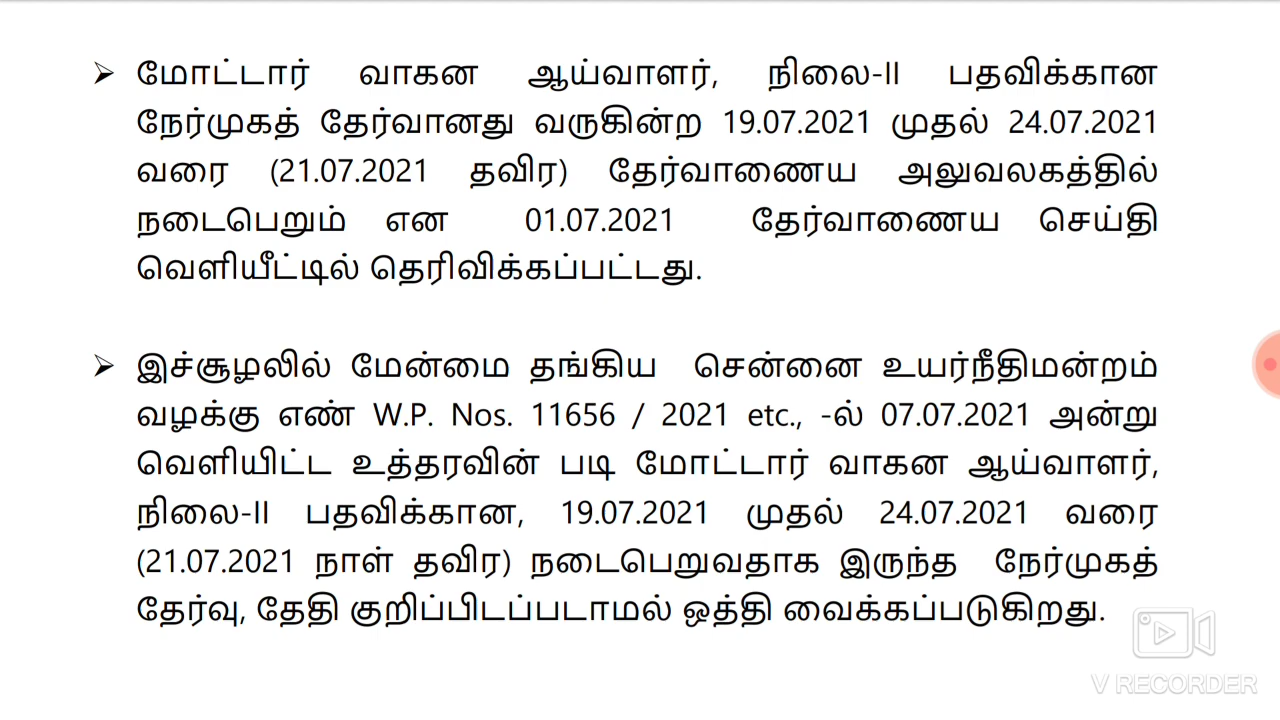 ➢ மோட்டார் வாகன ஆய்வாளர், நிலை-II பதவிக்கான
நேர்முகத் தேர்வானது வருகின்ற 19.07.2021 முதல் 24.07.2021
வரை (21.07.2021 தவிர) தேர்வாணைய அலுவலகத்தில்
நடைபெறும் என 01.07.2021 தேர்வாணைய செய்தி
வெளியீட்டில் தெரிவிக்கப்பட்டது.
➢ இச்சூழலில் மேன்மை தங்கிய சென்னை உயர்நீதிமன்றம்
வழக்கு எண் W.P. Nos. 11656 / 2021 etc., -ல் 07.07.2021 அன்று
வெளியிட்ட உத்தரவின் படி மோட்டார் வாகன ஆய்வாளர்,
நிலை-II பதவிக்கான, 19.07.2021 முதல் 24.07.2021 வரை
(21.07.2021 நாள் தவிர) நடைபெறுவதாக இருந்த நேர்முகத்
தேர்வு, தேதி குறிப்பிடப்படாமல் ஒத்தி வைக்கப்படுகிறது.
V RECORDER